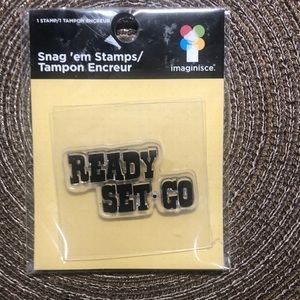 1 STAMP/1 TAMPON ENCREUR
Snag 'em Stamps/
Tampon Encreur
imaginisce
READY
SET·GO